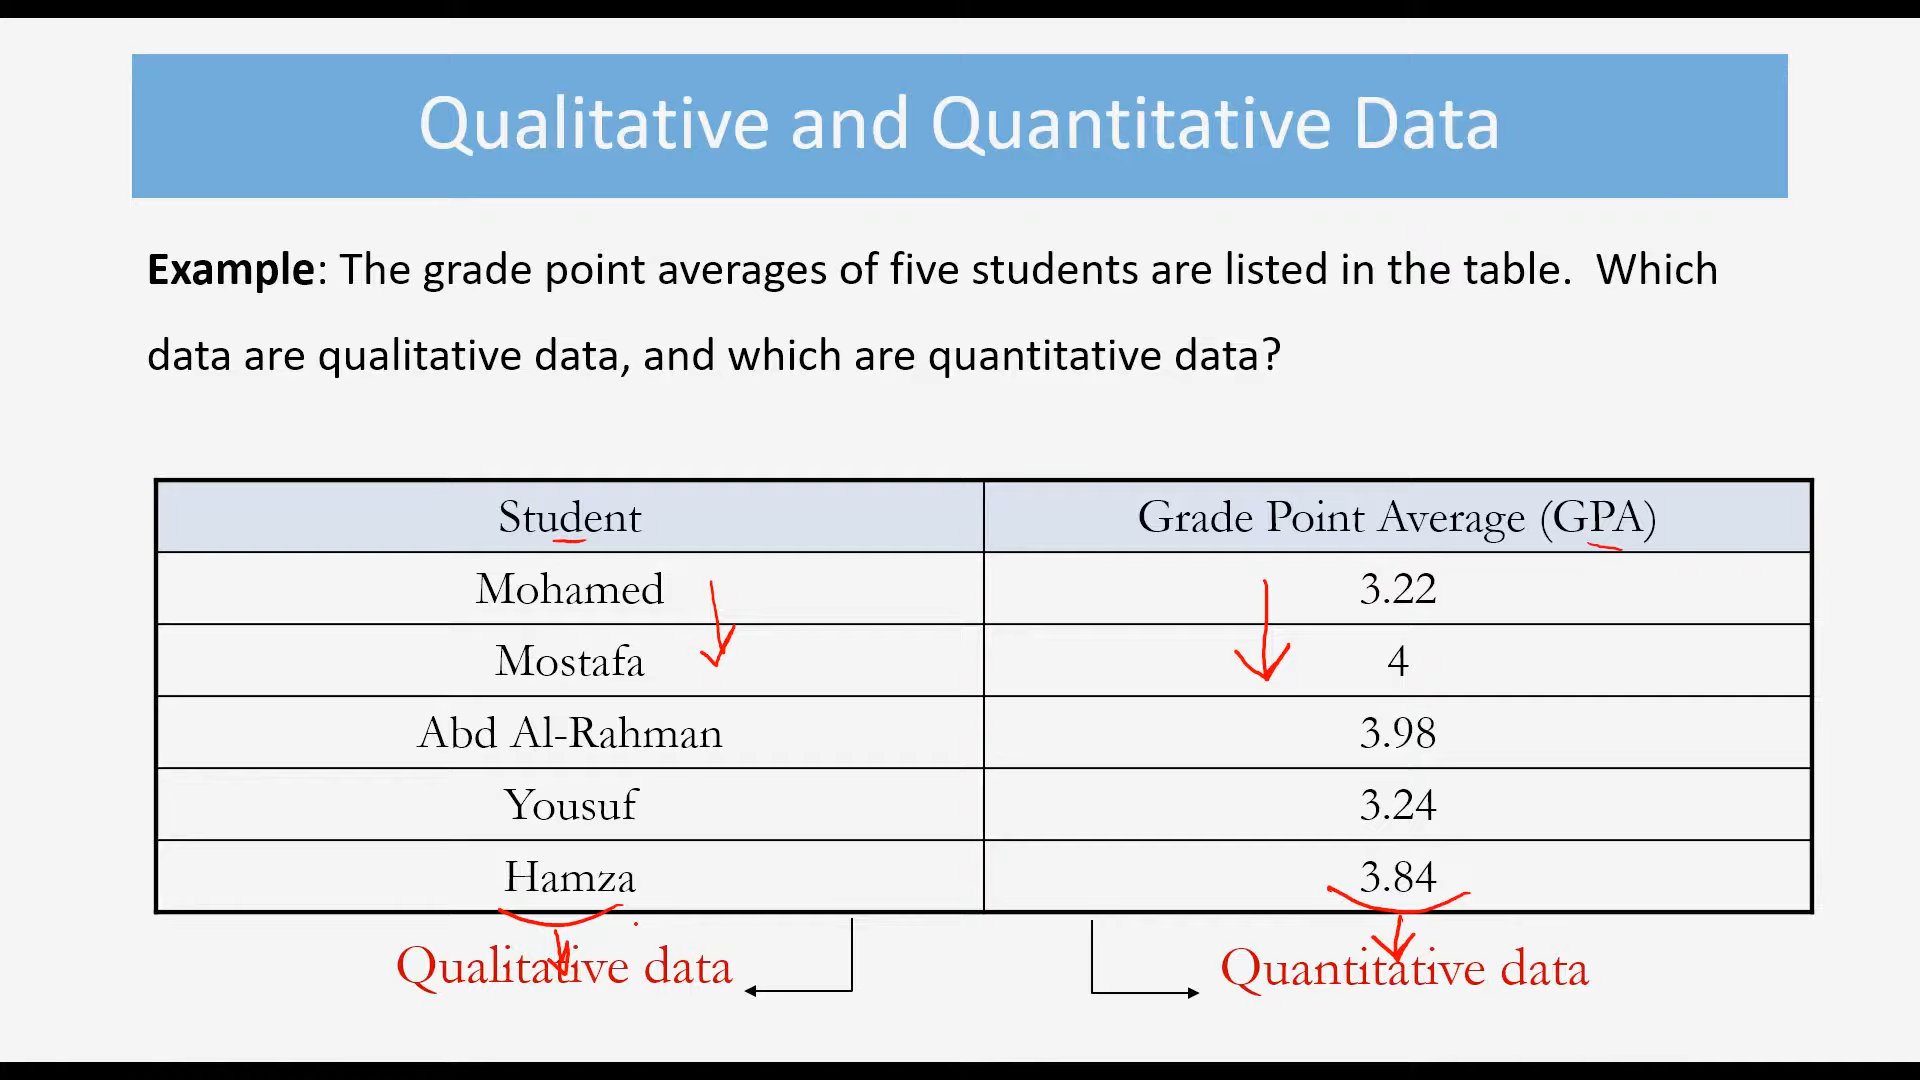 Qualitative and Quantitative Data
Example: The grade point averages of five students are listed in the table. Which
data are qualitative data, and which are quantitative data?
Student Grade Point Average (GPA)
Mohamed 3.22
Mostafa 4
Abd Al-Rahman 3.98
Yousuf 3.24
Hamza 3.84
Qualitative data Quantitative data